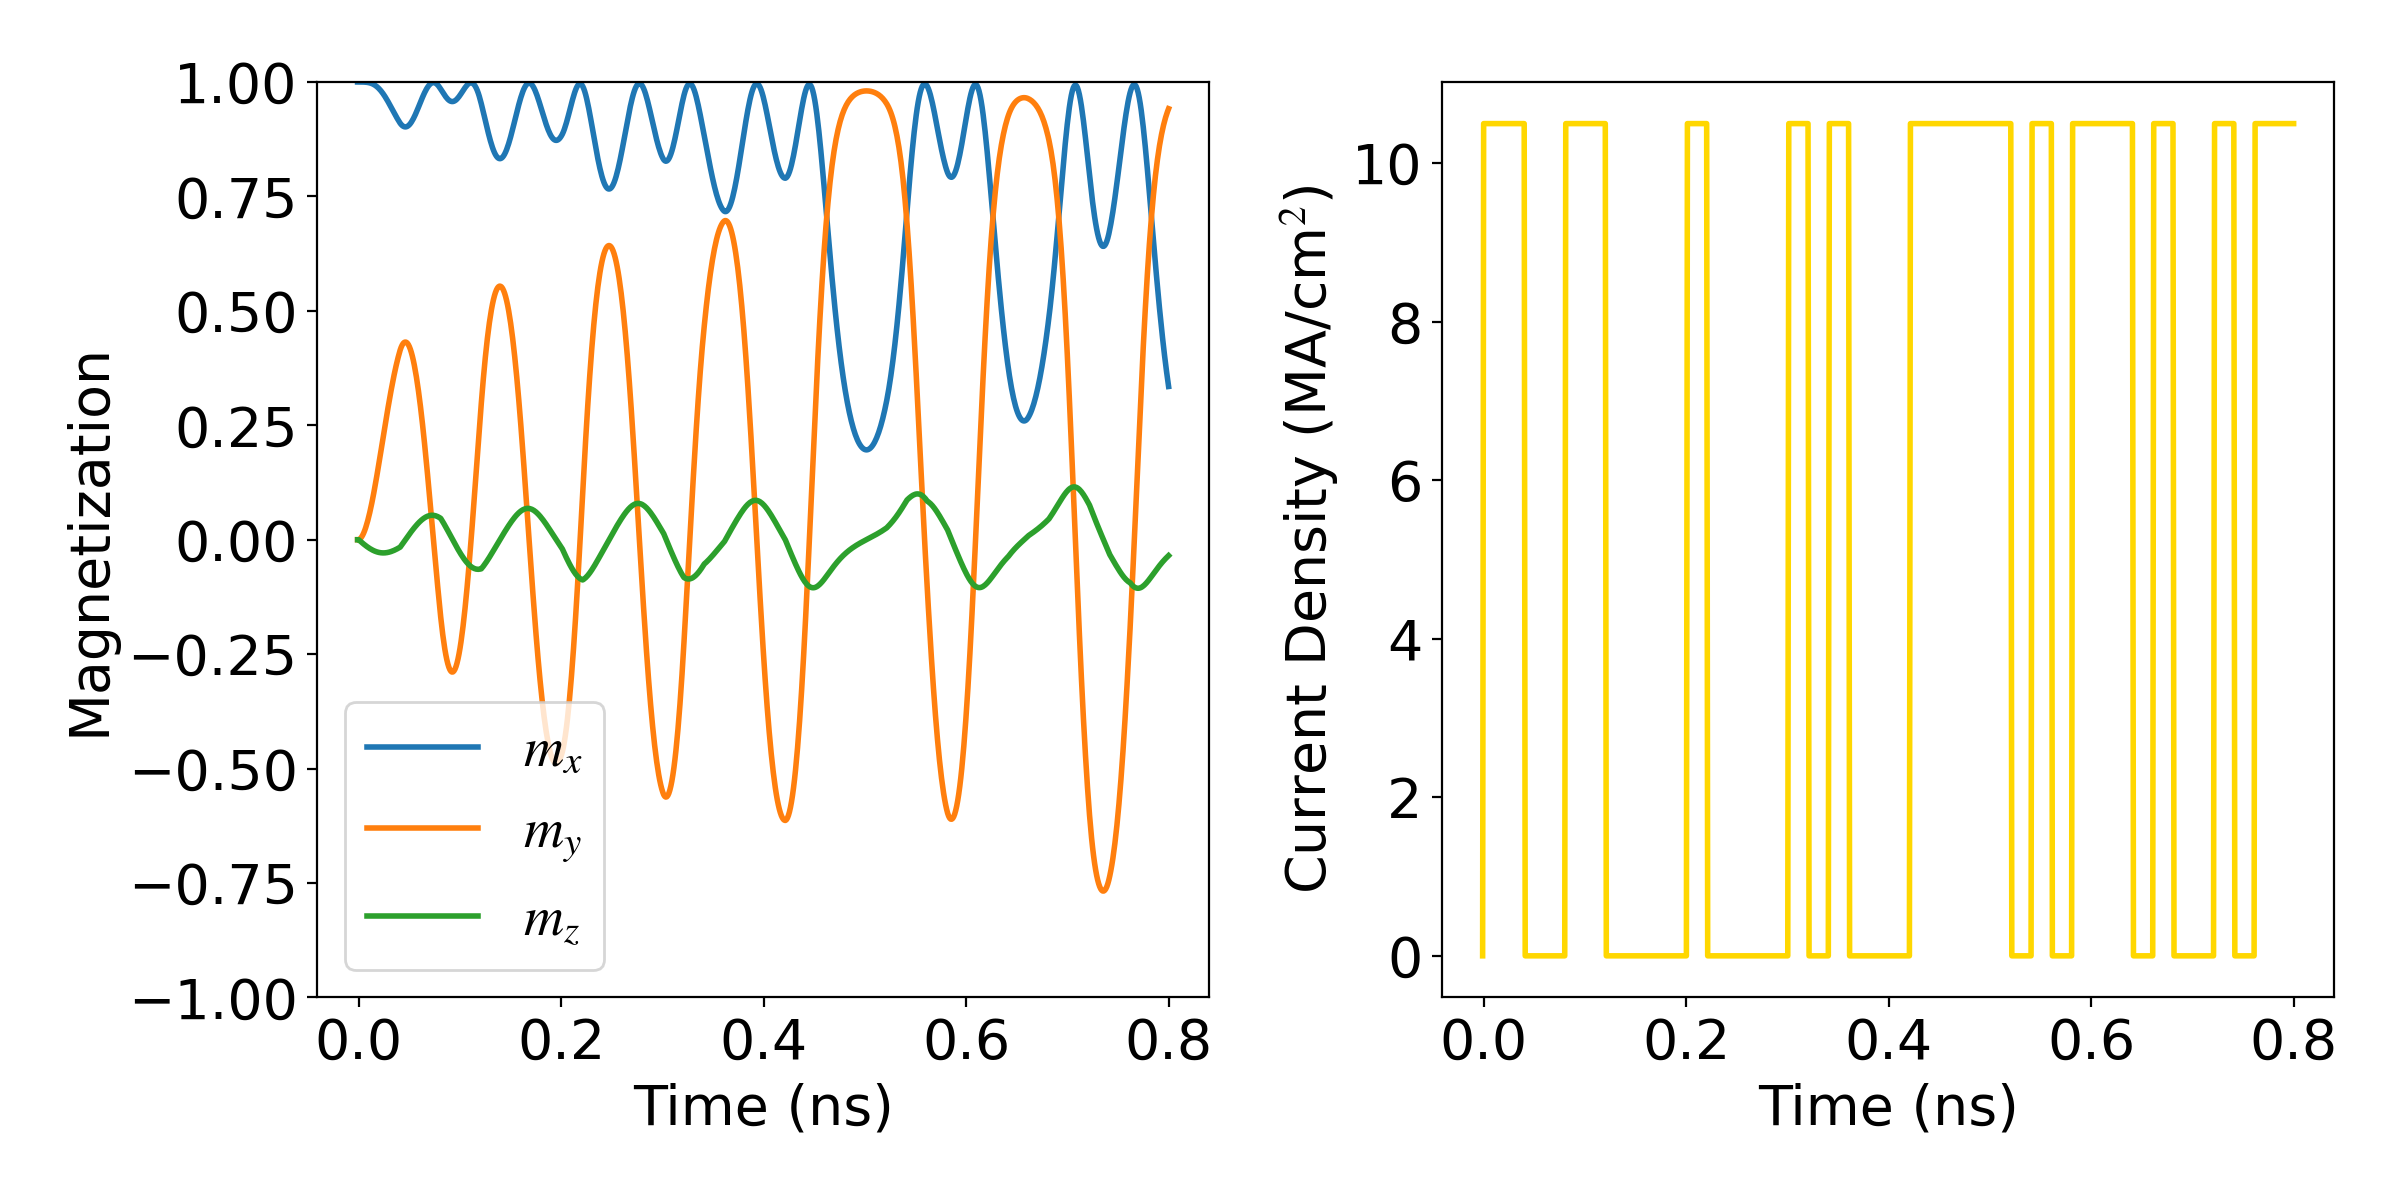 1.00
0.75
0.50
0.25
0.00
−0.25
−0.50
−0.75
−1.00
Magnetization
m_x
m_y
m_z
0.0 0.2 0.4 0.6 0.8
Time (ns)
10
8
6
4
2
0
Current Density (MA/cm²)
0.0 0.2 0.4 0.6 0.8
Time (ns)